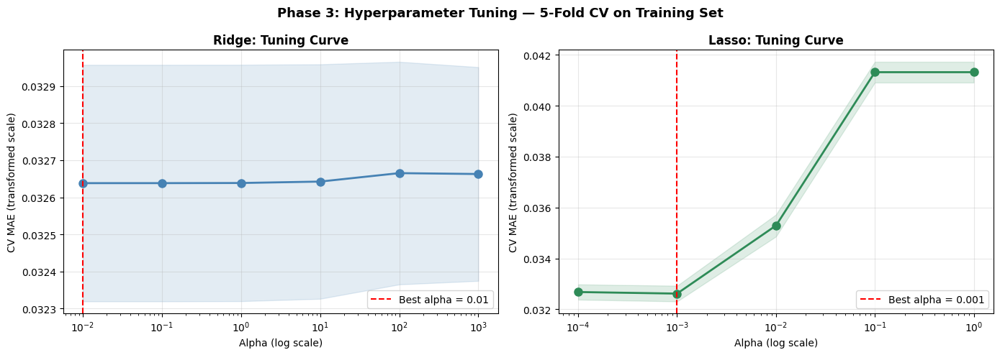 Phase 3: Hyperparameter Tuning — 5-Fold CV on Training Set
Ridge: Tuning Curve
CV MAE (transformed scale)
0.0329
0.0328
0.0327
0.0326
0.0325
0.0324
0.0323
10⁻²
10⁻¹
10⁰
10¹
10²
10³
Alpha (log scale)
Best alpha = 0.01
Lasso: Tuning Curve
CV MAE (transformed scale)
0.042
0.040
0.038
0.036
0.034
0.032
10⁻⁴
10⁻³
10⁻²
10⁻¹
10⁰
Alpha (log scale)
Best alpha = 0.001